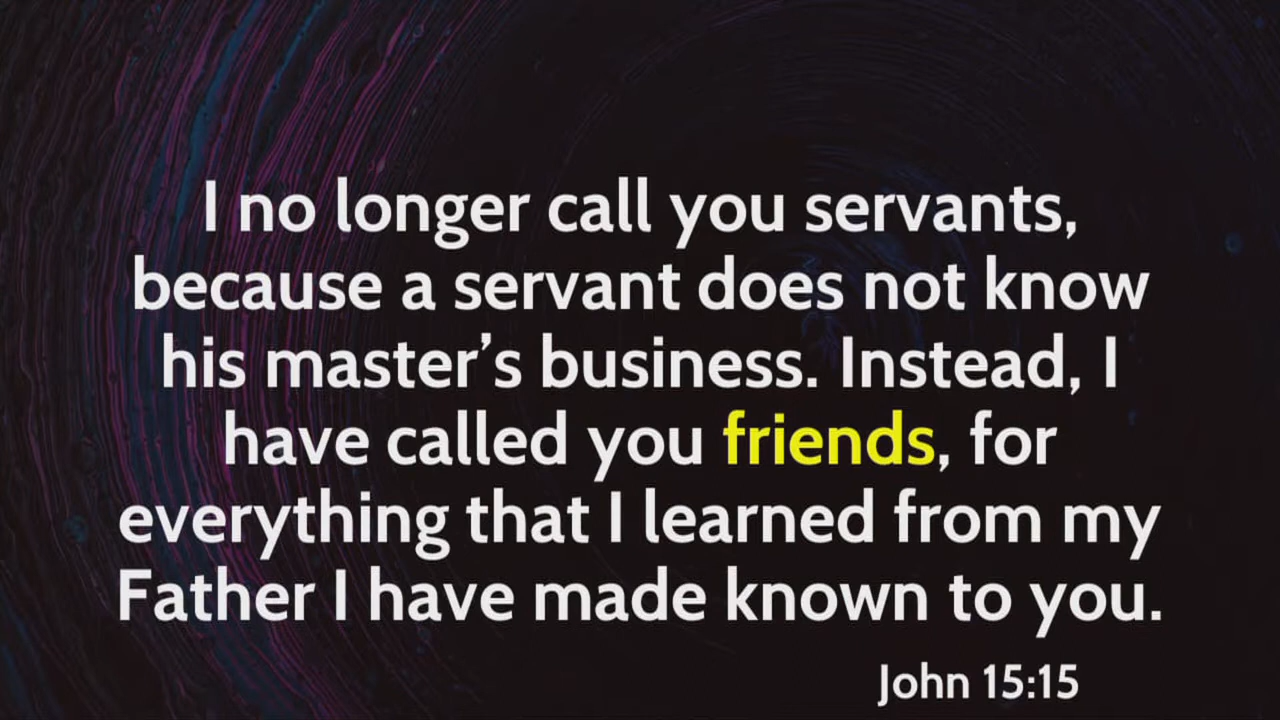 I no longer call you servants,
because a servant does not know
his master’s business. Instead, I
have called you friends, for
everything that I learned from my
Father I have made known to you.
John 15:15